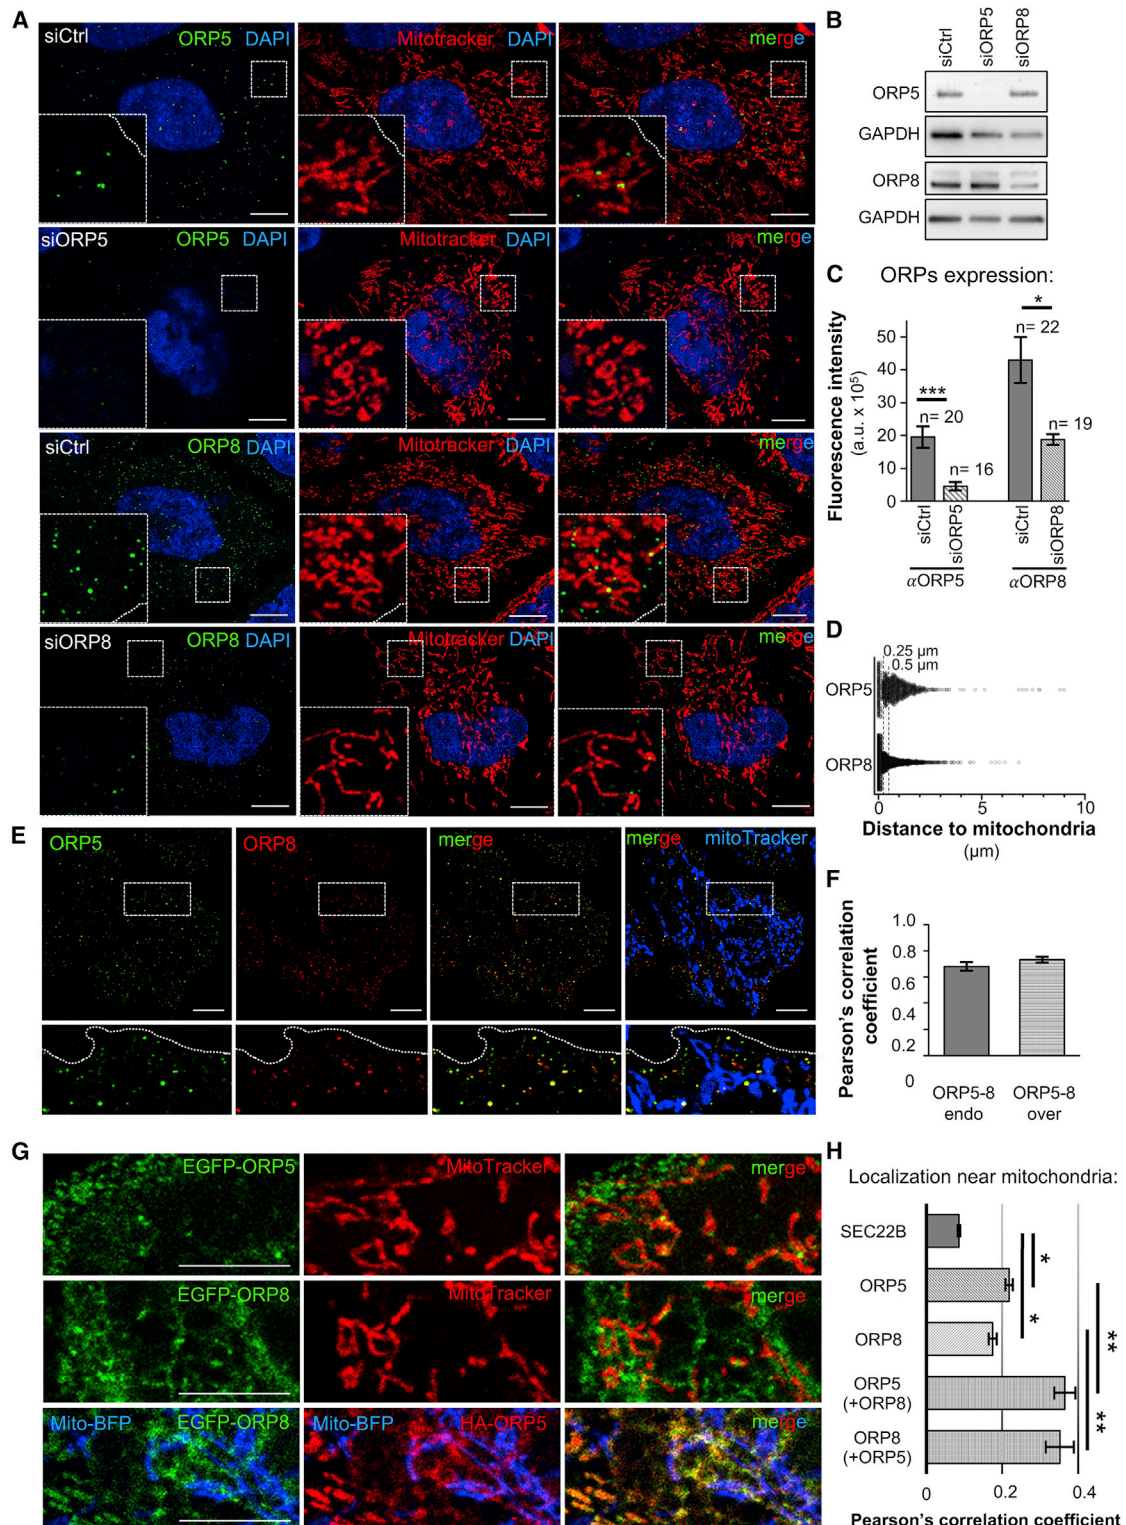 A
siCtrl ORP5 DAPI
Mitotracker DAPI
merge
siORP5 ORP5 DAPI
Mitotracker DAPI
merge
siCtrl ORP8 DAPI
Mitotracker DAPI
merge
siORP8 ORP8 DAPI
Mitotracker DAPI
merge
B
siCtrl
siORP5
siORP8
ORP5
GAPDH
ORP8
GAPDH
C
ORPs expression:
Fluorescence intensity
(a.u. x 10⁵)
50
40
30
20
10
0
***
n= 20
n= 16
*
n= 22
n= 19
siCtrl
siORP5
siCtrl
siORP8
αORP5
αORP8
D
0.25 µm
0.5 µm
ORP5
ORP8
0
5
10
Distance to mitochondria
(µm)
E
ORP5
ORP8
merge
merge mitoTracker
F
Pearson's correlation
coefficient
1.0
0.8
0.6
0.4
0.2
0
ORP5-8
endo
ORP5-8
over
G
EGFP-ORP5
MitoTracker
merge
EGFP-ORP8
MitoTracker
merge
Mito-BFP EGFP-ORP8
Mito-BFP HA-ORP5
merge
H
Localization near mitochondria:
SEC22B
ORP5
ORP8
ORP5
(+ORP8)
ORP8
(+ORP5)
*
*
**
**
0
0.2
0.4
Pearson's correlation coefficient